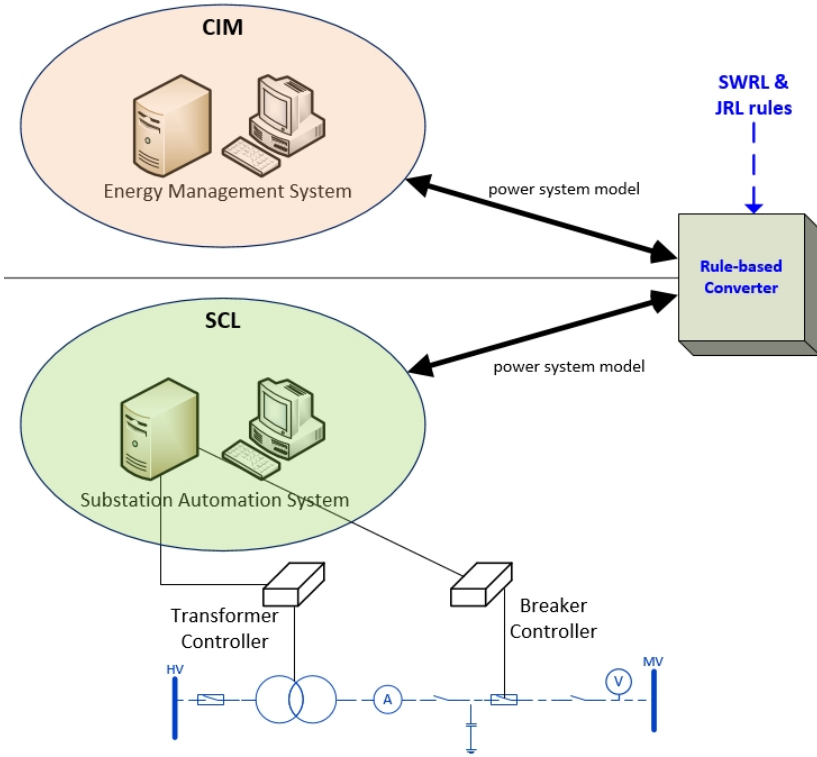 CIM
Energy Management System
SWRL &
JRL rules
power system model
Rule-based
Converter
SCL
power system model
Substation Automation System
Transformer
Controller
Breaker
Controller
HV
A
V
MV